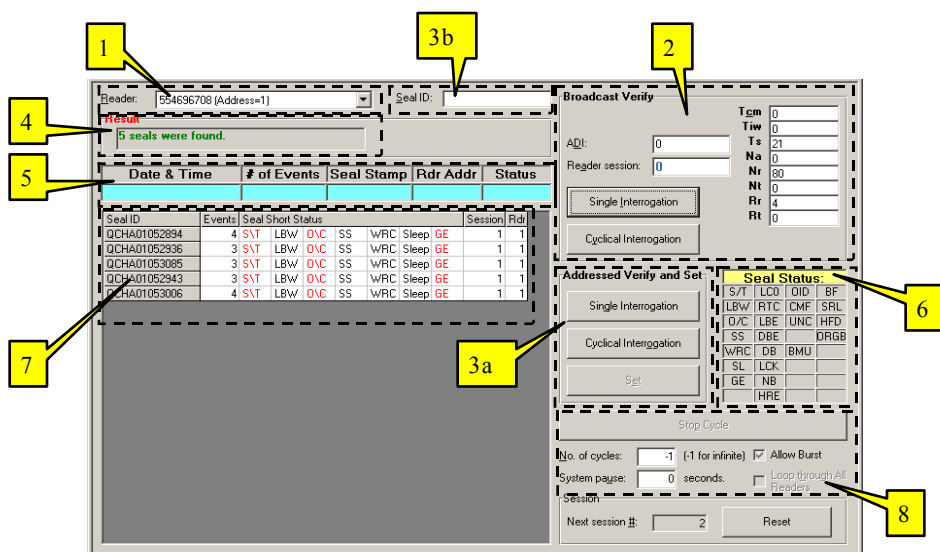 1
3b
2
Reader:
554696708 (Address=1)
Seal ID:
4
Result
5 seals were found.
5
Date & Time # of Events Seal Stamp Rdr Addr Status
Seal ID Events Seal Short Status Session Rdr
QCHA01052894 4 S\T LBW O\C SS WRC Sleep GE 1 1
QCHA01052936 3 S\T LBW O\C SS WRC Sleep GE 1 1
QCHA01053085 3 S\T LBW O\C SS WRC Sleep GE 1 1
QCHA01052943 3 S\T LBW O\C SS WRC Sleep GE 1 1
QCHA01053006 4 S\T LBW O\C SS WRC Sleep GE 1 1
7
Broadcast Verify
ADI: 0
Reader session: 0
Single Interrogation
Cyclical Interrogation
Tcm 0
Tiw 0
Ts 21
Na 0
Nr 80
Nt 0
Rr 4
Rt 0
Addressed Verify and Set
Single Interrogation
Cyclical Interrogation
Set
3a
Seal Status:
S/T LC0 OID BF
LBW RTC CMF SRL
O/C LBE UNC HFD
SS DBE ORGB
WRC DB BMU
SL LCK
GE NB
HRE
6
Stop Cycle
No. of cycles: -1 (-1 for infinite) Allow Burst
System pause: 0 seconds. Loop through All
Readers
8
Session
Next session #: 2 Reset